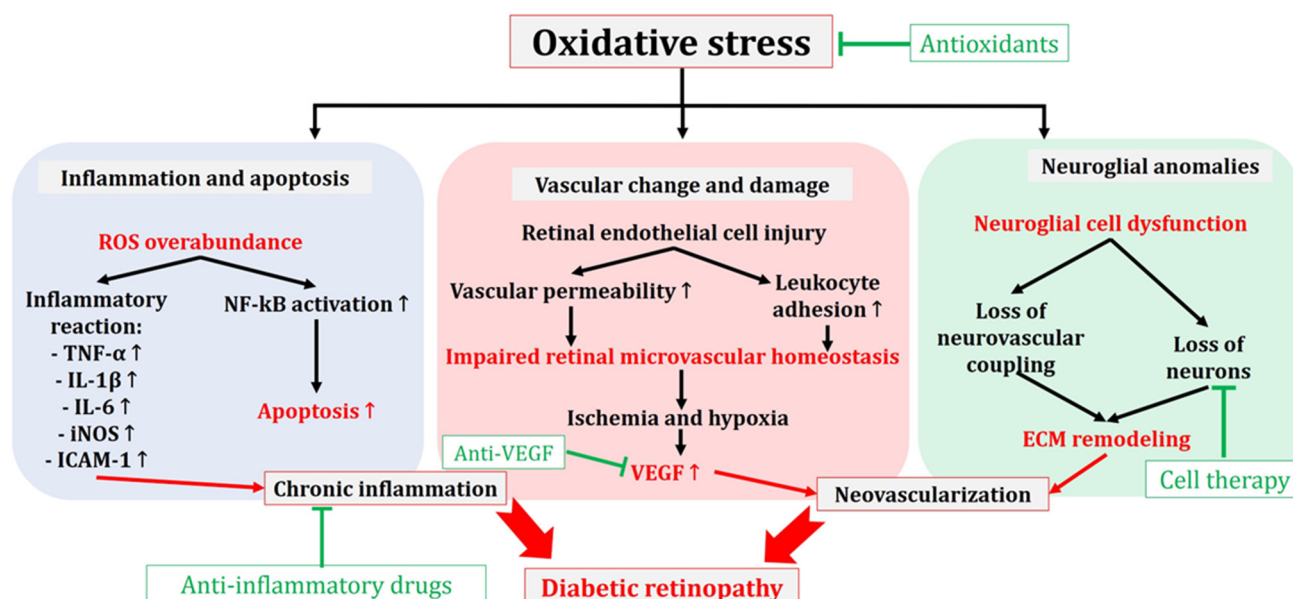 Oxidative stress
Antioxidants
Inflammation and apoptosis
ROS overabundance
Inflammatory
reaction:
- TNF-α ↑
- IL-1β ↑
- IL-6 ↑
- iNOS ↑
- ICAM-1 ↑
NF-kB activation ↑
Apoptosis ↑
Chronic inflammation
Anti-inflammatory drugs
Vascular change and damage
Retinal endothelial cell injury
Vascular permeability ↑
Leukocyte
adhesion ↑
Impaired retinal microvascular homeostasis
Ischemia and hypoxia
Anti-VEGF
VEGF ↑
Neovascularization
Neuroglial anomalies
Neuroglial cell dysfunction
Loss of
neurovascular
coupling
Loss of
neurons
ECM remodeling
Cell therapy
Diabetic retinopathy